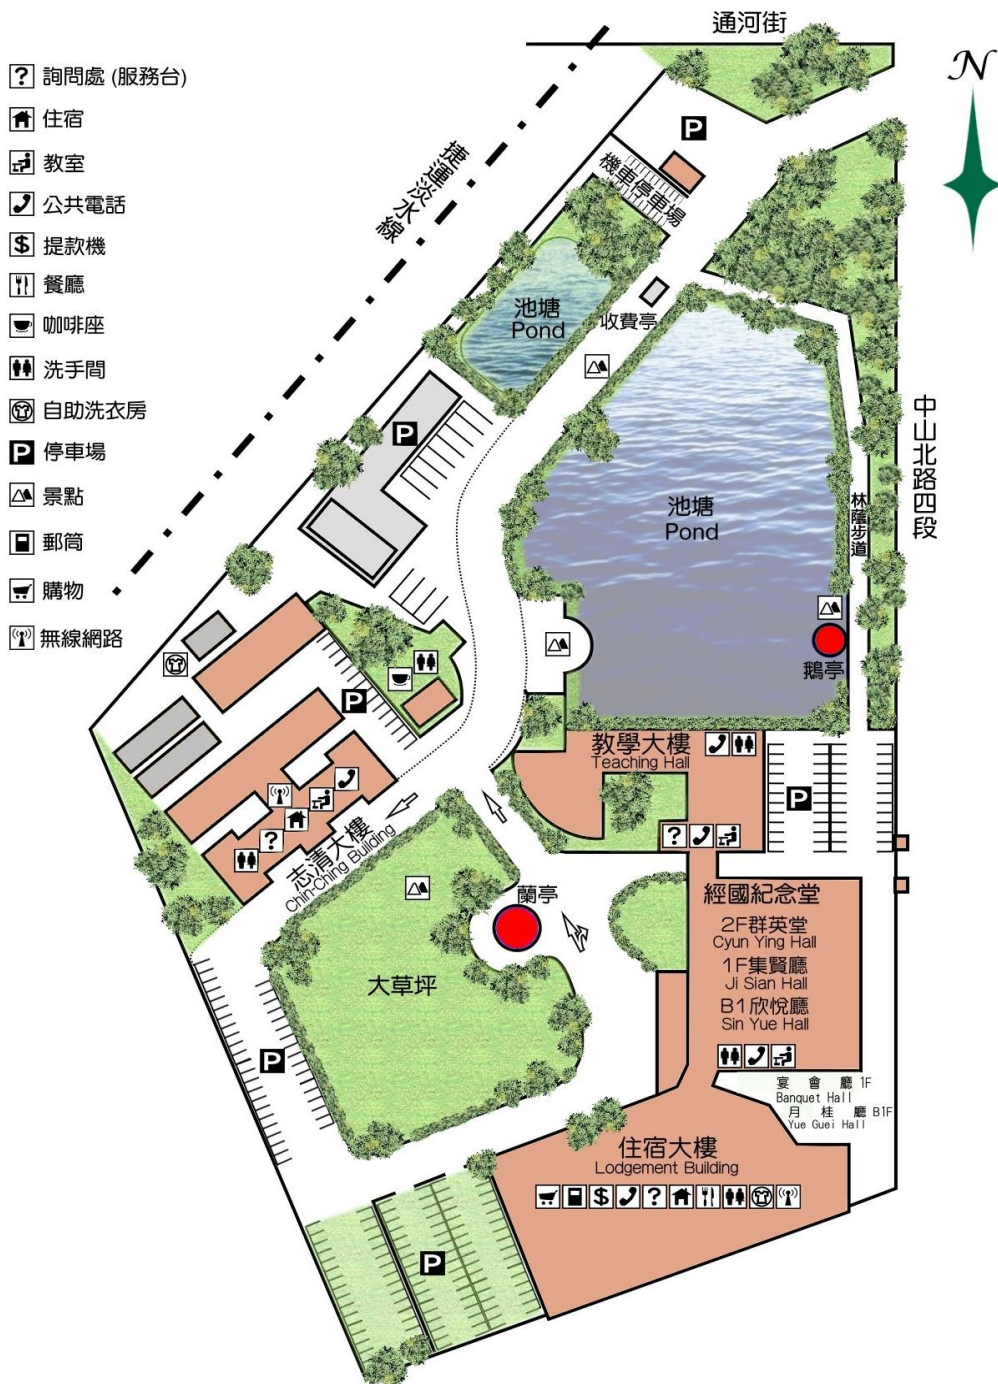 通河街
N
? 詢問處 (服務台)
住宿
教室
公共電話
$ 提款機
餐廳
咖啡座
洗手間
自助洗衣房
P 停車場
景點
郵筒
購物
無線網路
捷運淡水線
P
機車停車場
池塘
Pond
收費亭
P
池塘
Pond
中山北路四段
林蔭步道
鵝亭
P
教學大樓
Teaching Hall
P
?
?
志清大樓
Chin-Ching Building
蘭亭
大草坪
經國紀念堂
2F群英堂
Cyun Ying Hall
1F集賢廳
Ji Sian Hall
B1欣悅廳
Sin Yue Hall
P
宴會廳 1F
Banquet Hall
月桂廳 B1F
Yue Guei Hall
住宿大樓
Lodgement Building
$ ?
P